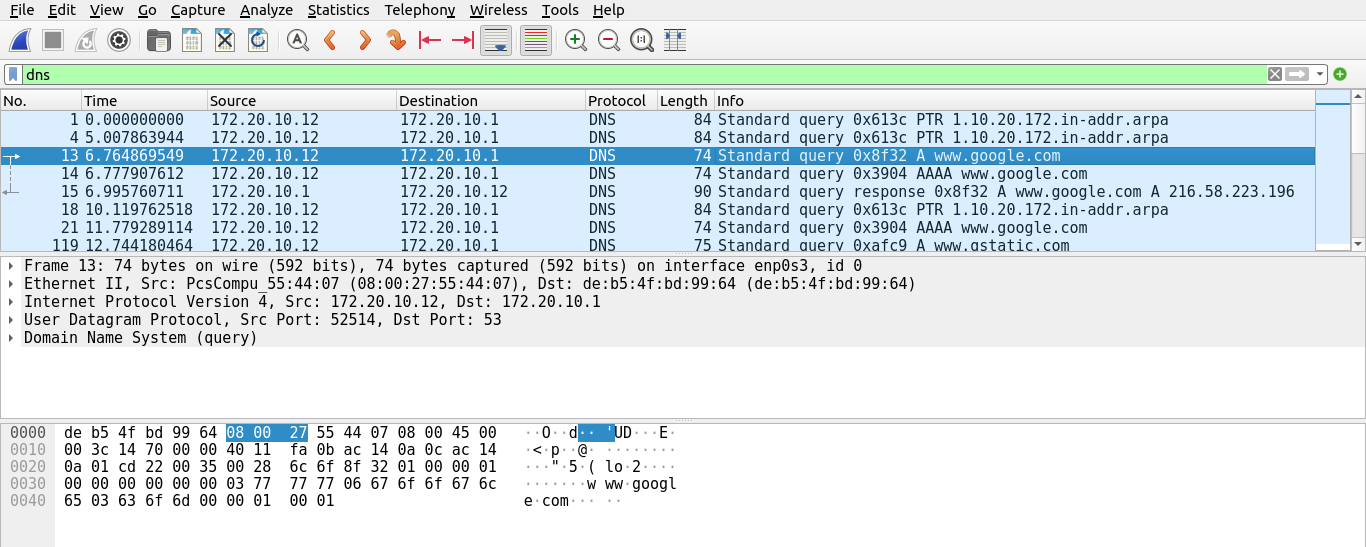 File Edit View Go Capture Analyze Statistics Telephony Wireless Tools Help
dns
No. Time Source Destination Protocol Length Info
1 0.000000000 172.20.10.12 172.20.10.1 DNS 84 Standard query 0x613c PTR 1.10.20.172.in-addr.arpa
4 5.007863944 172.20.10.12 172.20.10.1 DNS 84 Standard query 0x613c PTR 1.10.20.172.in-addr.arpa
13 6.764869549 172.20.10.12 172.20.10.1 DNS 74 Standard query 0x8f32 A www.google.com
14 6.777907612 172.20.10.12 172.20.10.1 DNS 74 Standard query 0x3904 AAAA www.google.com
15 6.995760711 172.20.10.1 172.20.10.12 DNS 90 Standard query response 0x8f32 A www.google.com A 216.58.223.196
18 10.119762518 172.20.10.12 172.20.10.1 DNS 84 Standard query 0x613c PTR 1.10.20.172.in-addr.arpa
21 11.779289114 172.20.10.12 172.20.10.1 DNS 74 Standard query 0x3904 AAAA www.google.com
119 12.744180464 172.20.10.12 172.20.10.1 DNS 75 Standard query 0xafc9 A www.gstatic.com
Frame 13: 74 bytes on wire (592 bits), 74 bytes captured (592 bits) on interface enp0s3, id 0
Ethernet II, Src: PcsCompu_55:44:07 (08:00:27:55:44:07), Dst: de:b5:4f:bd:99:64 (de:b5:4f:bd:99:64)
Internet Protocol Version 4, Src: 172.20.10.12, Dst: 172.20.10.1
User Datagram Protocol, Src Port: 52514, Dst Port: 53
Domain Name System (query)
0000 de b5 4f bd 99 64 08 00 27 55 44 07 08 00 45 00 ··O··d·· 'UD···E·
0010 00 3c 14 70 00 00 40 11 fa 0b ac 14 0a 0c ac 14 ·<·p··@· ········
0020 0a 01 cd 22 00 35 00 28 6c 6f 8f 32 01 00 00 01 ···"·5·( lo·2····
0030 00 00 00 00 00 00 03 77 77 77 06 67 6f 6f 67 6c ·······w ww·googl
0040 65 03 63 6f 6d 00 00 01 00 01 e·com··· ··